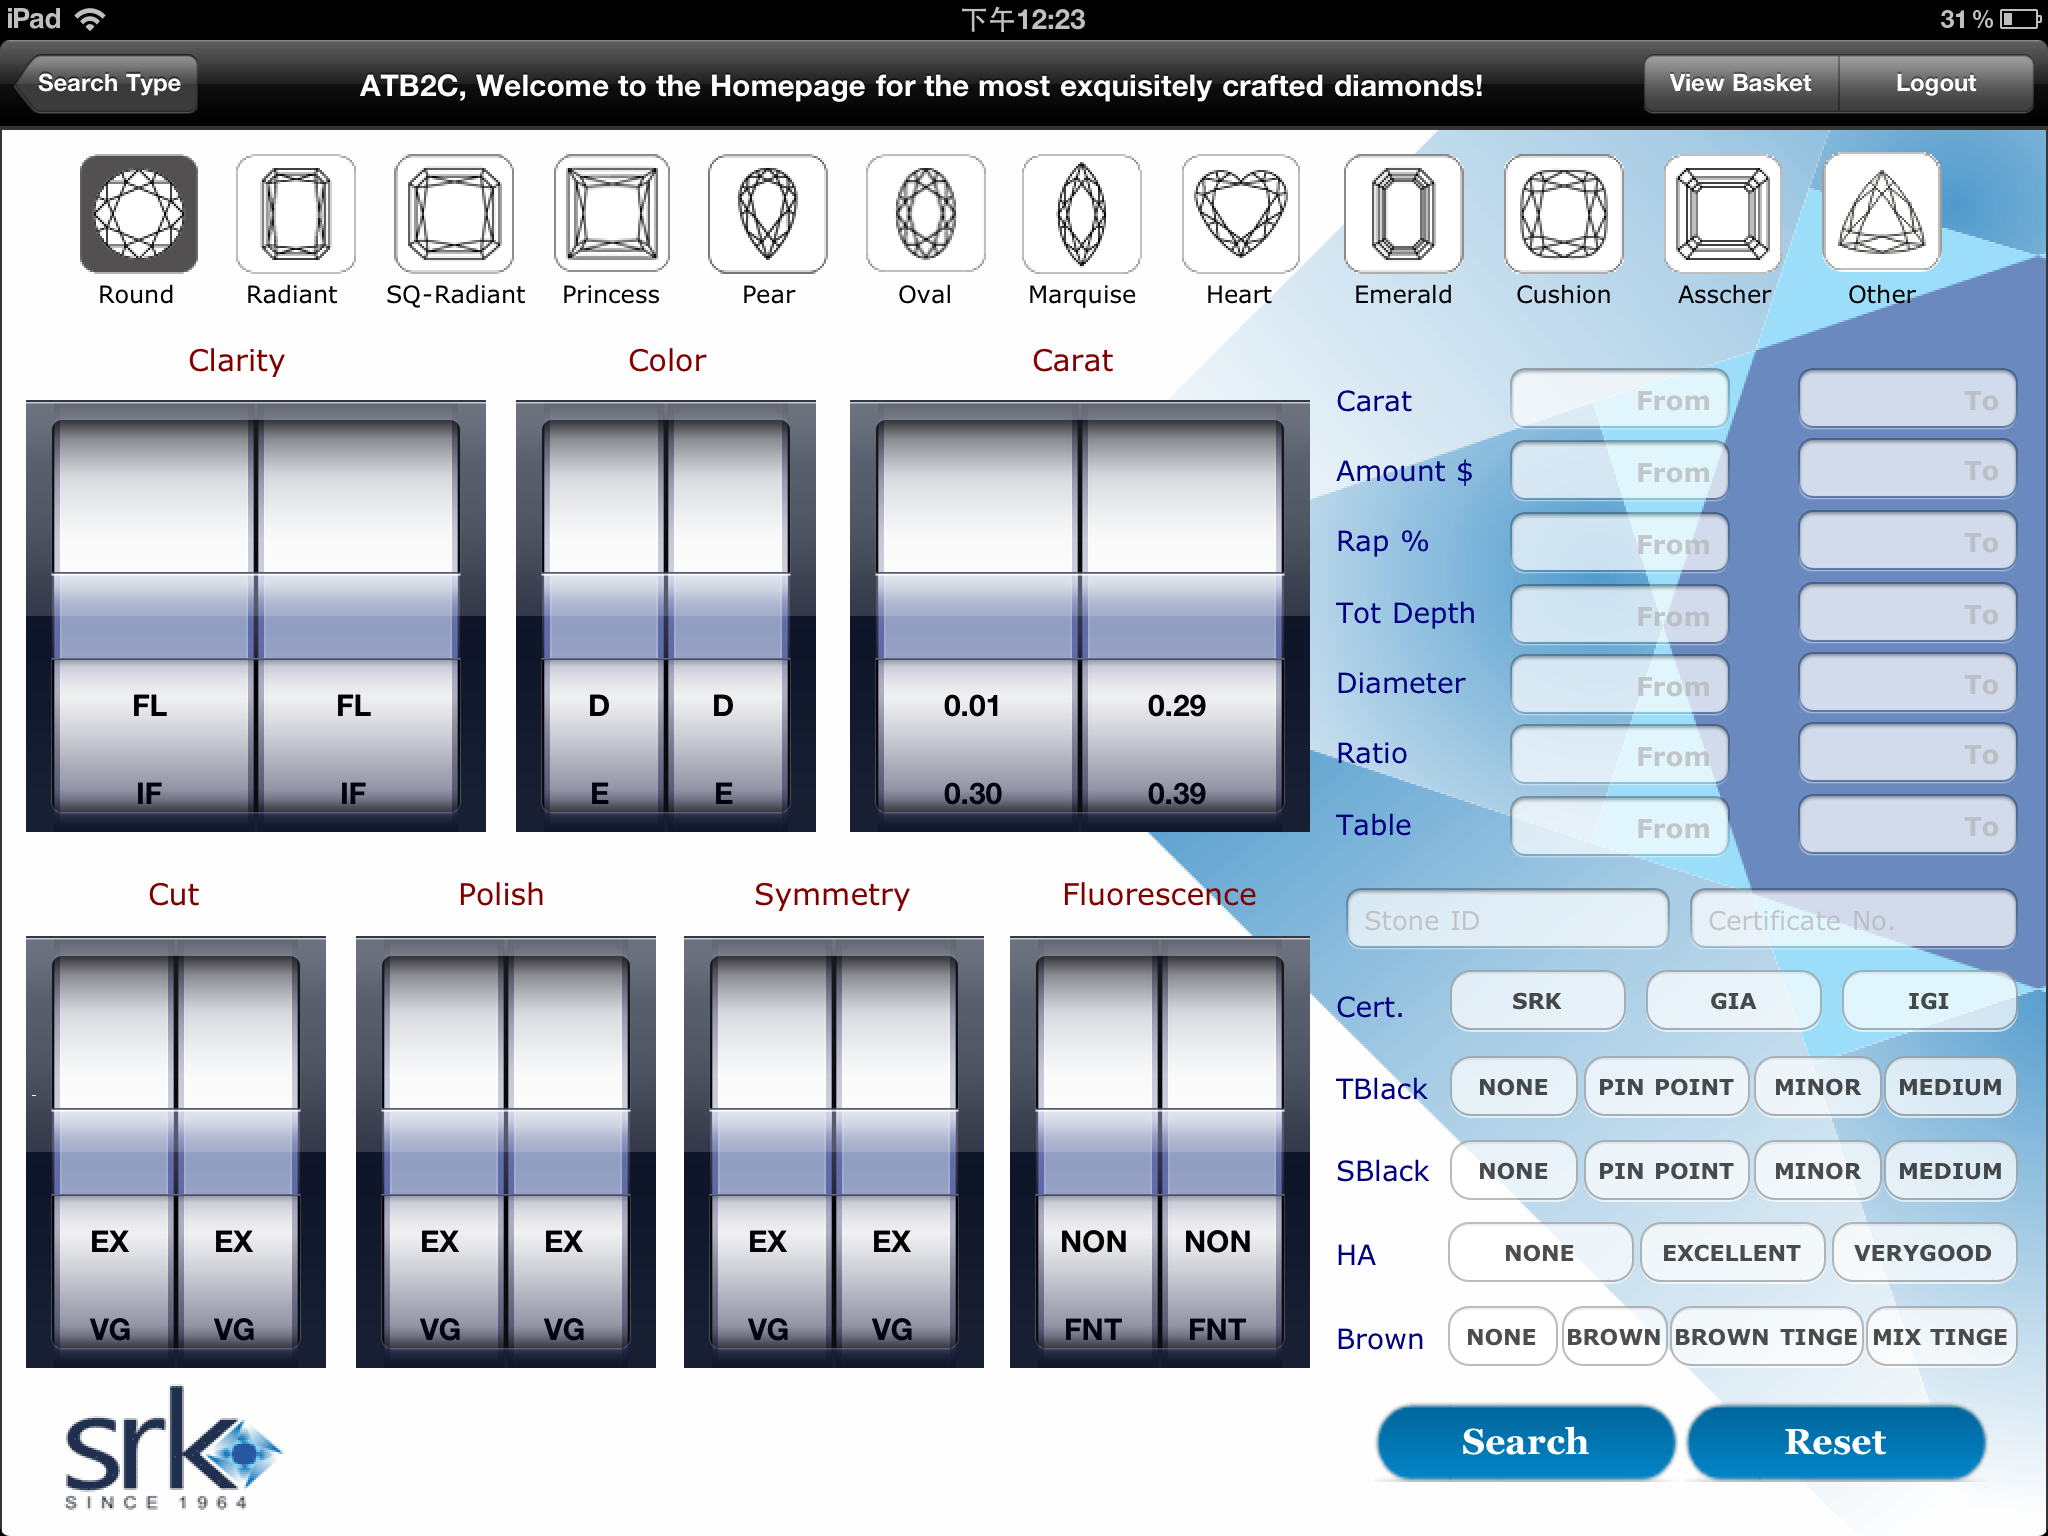 iPad 下午12:23 31 %
Search Type ATB2C, Welcome to the Homepage for the most exquisitely crafted diamonds! View Basket Logout
Round Radiant SQ-Radiant Princess Pear Oval Marquise Heart Emerald Cushion Asscher Other
Clarity Color Carat
FL FL D D 0.01 0.29
IF IF E E 0.30 0.39
Carat From To
Amount $ From To
Rap % From To
Tot Depth From To
Diameter From To
Ratio From To
Table From To
Cut Polish Symmetry Fluorescence
EX EX EX EX EX EX NON NON
VG VG VG VG VG VG FNT FNT
Stone ID Certificate No.
Cert. SRK GIA IGI
TBlack NONE PIN POINT MINOR MEDIUM
SBlack NONE PIN POINT MINOR MEDIUM
HA NONE EXCELLENT VERYGOOD
Brown NONE BROWN BROWN TINGE MIX TINGE
Search Reset
srk
SINCE 1964